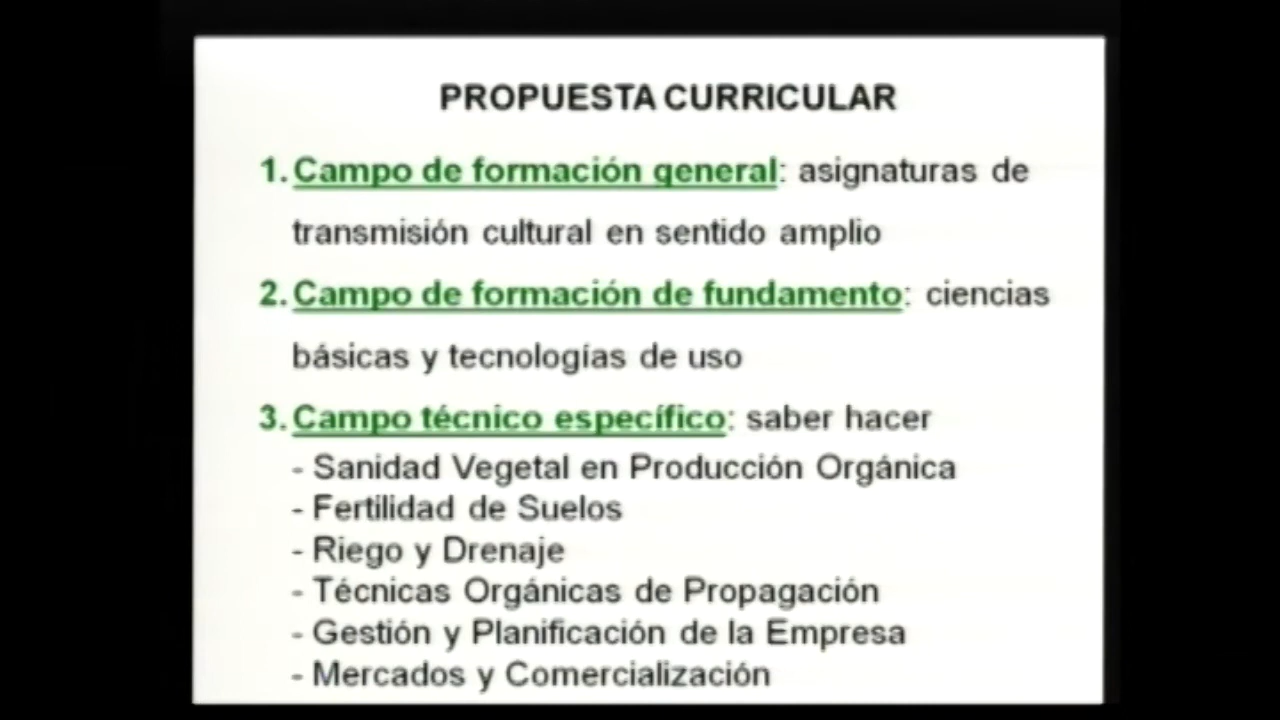 PROPUESTA CURRICULAR
1. Campo de formación general: asignaturas de
transmisión cultural en sentido amplio
2. Campo de formación de fundamento: ciencias
básicas y tecnologías de uso
3. Campo técnico específico: saber hacer
- Sanidad Vegetal en Producción Orgánica
- Fertilidad de Suelos
- Riego y Drenaje
- Técnicas Orgánicas de Propagación
- Gestión y Planificación de la Empresa
- Mercados y Comercialización